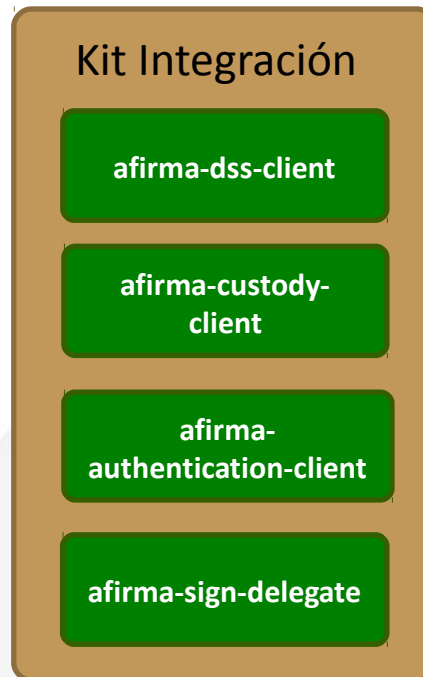 Kit Integración
afirma-dss-client
afirma-custody-
client
afirma-
authentication-client
afirma-sign-delegate